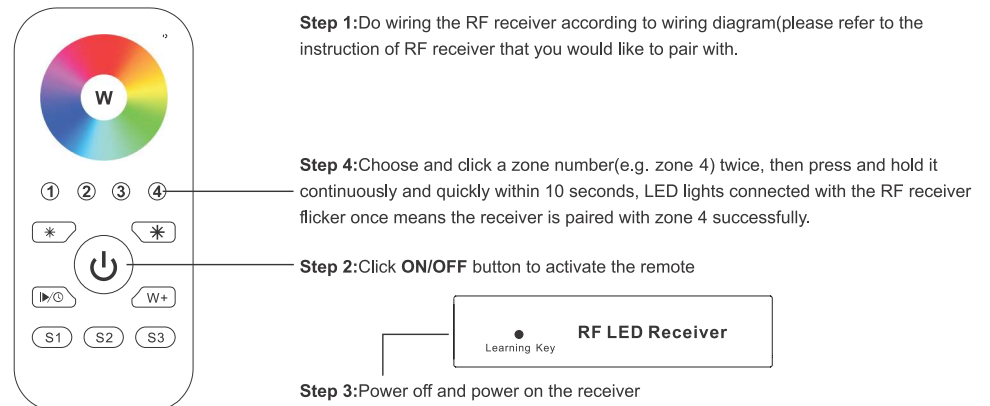 Step 1:Do wiring the RF receiver according to wiring diagram(please refer to the
instruction of RF receiver that you would like to pair with.
W
Step 4:Choose and click a zone number(e.g. zone 4) twice, then press and hold it
continuously and quickly within 10 seconds, LED lights connected with the RF receiver
flicker once means the receiver is paired with zone 4 successfully.
1 2 3 4
Step 2:Click ON/OFF button to activate the remote
W+
S1 S2 S3
RF LED Receiver
Learning Key
Step 3:Power off and power on the receiver